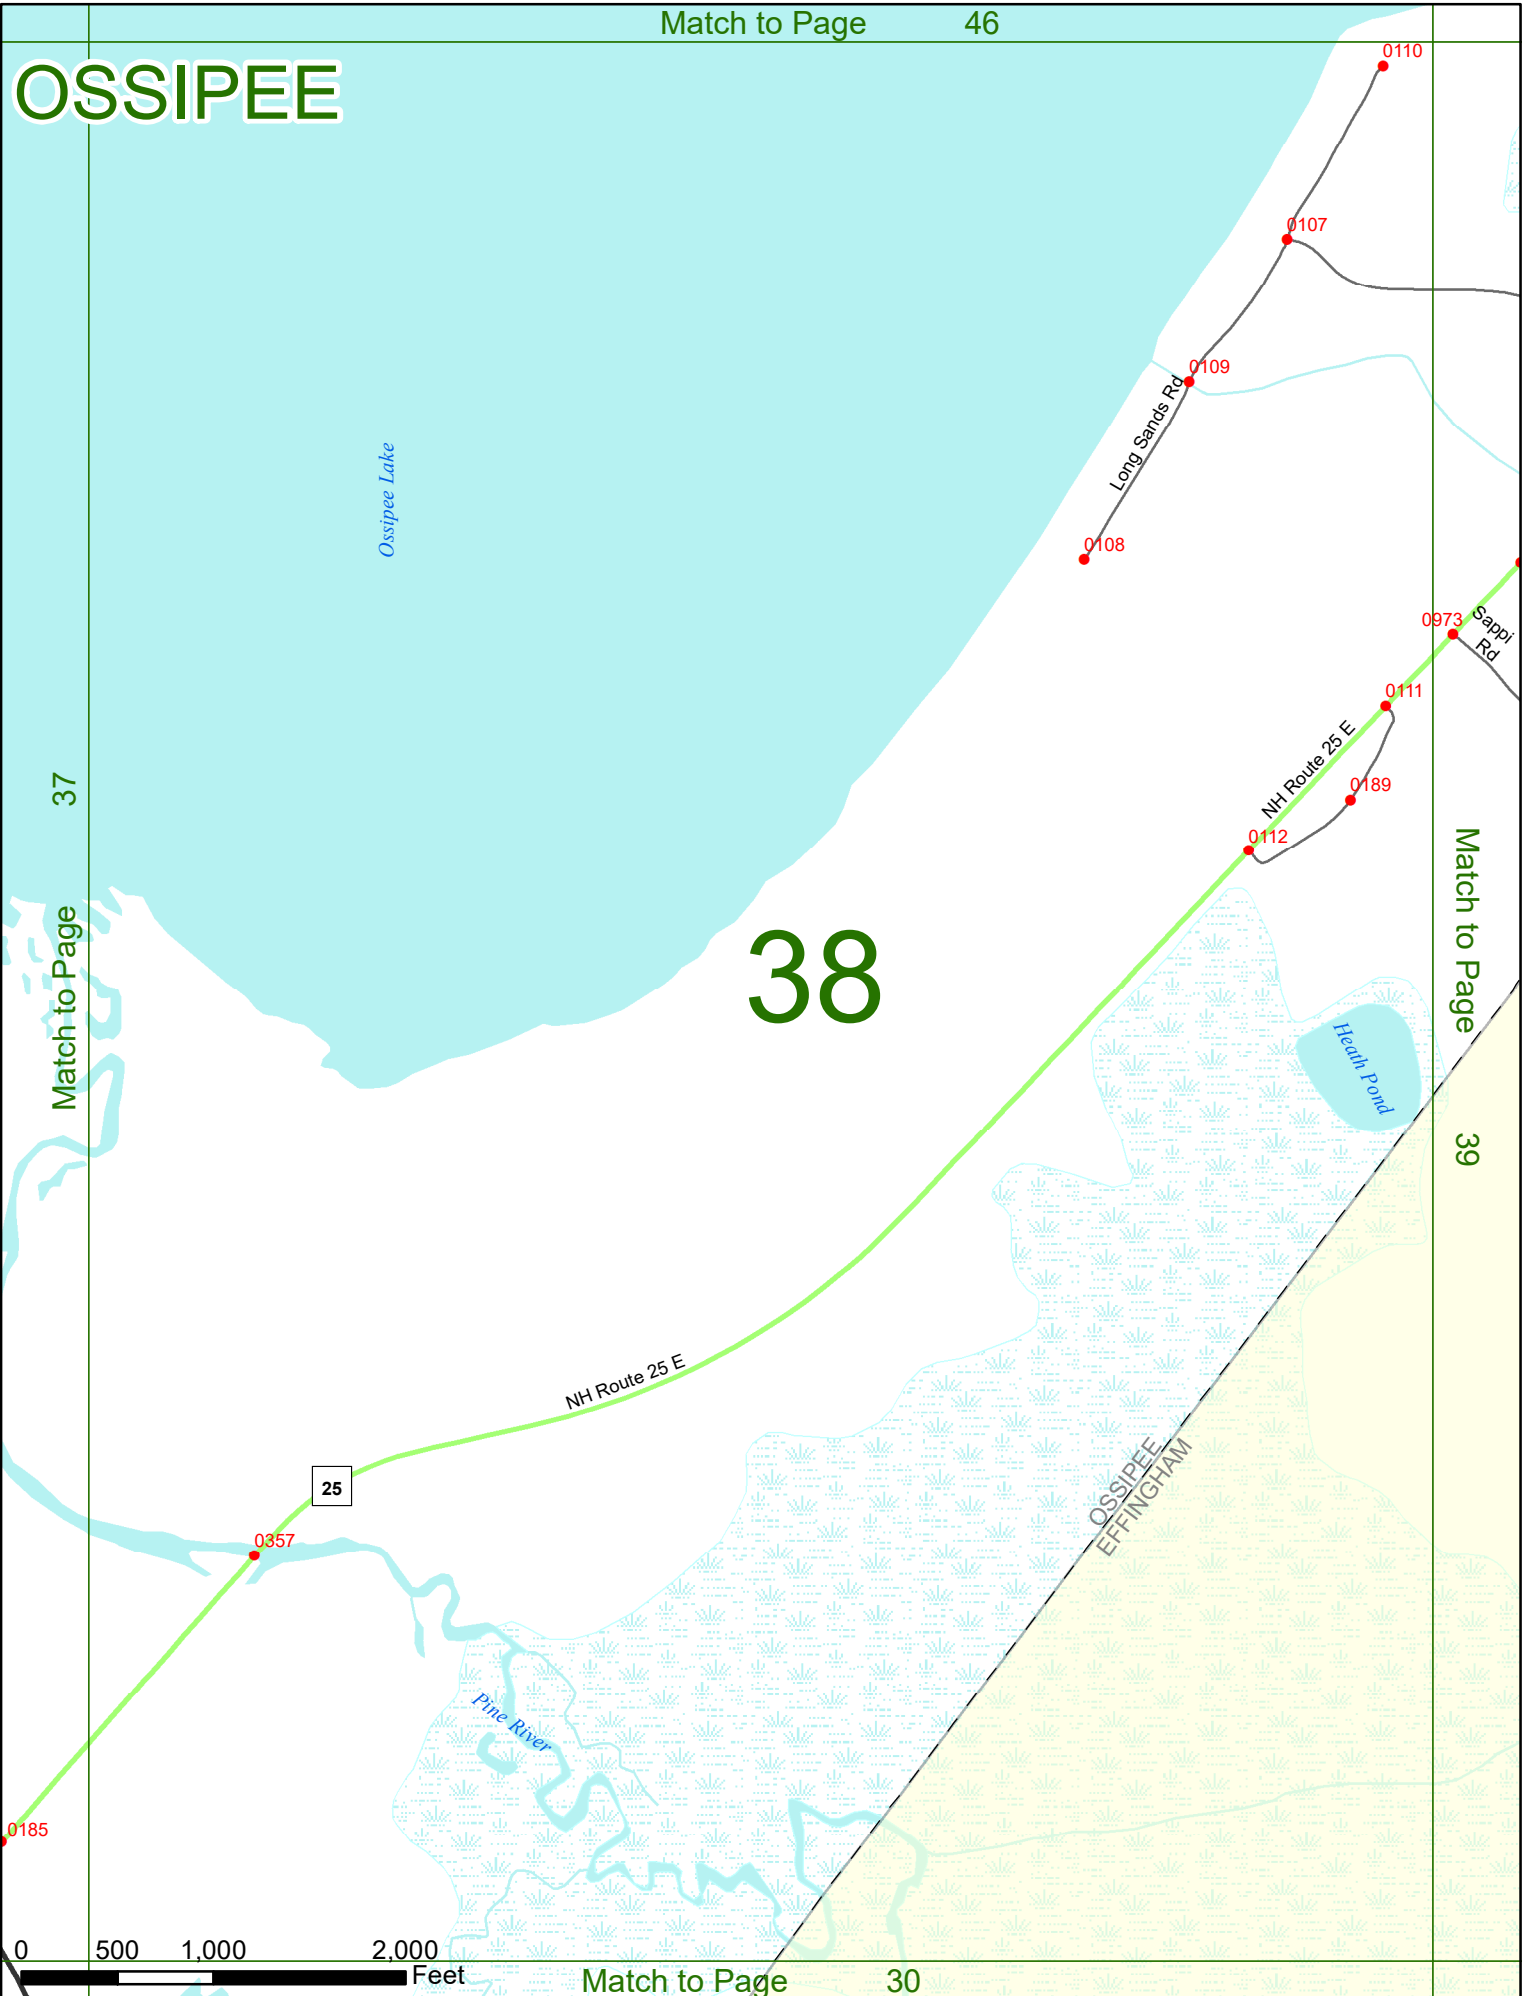 Match to Page 46
OSSIPEE
0110
0107
0109
Long Sands Rd
Ossipee Lake
0108
0973
Sappi
Rd
0111
NH Route 25 E
0189
0112
37
Match to Page
Match to Page
39
38
Heath Pond
NH Route 25 E
OSSIPEE
EFFINGHAM
25
0357
Pine River
0185
0 500 1,000 2,000
Feet
Match to Page 30